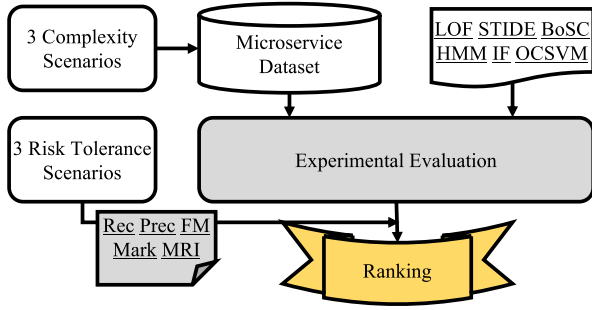 3 Complexity
Scenarios
Microservice
Dataset
LOF STIDE BoSC
HMM IF OCSVM
3 Risk Tolerance
Scenarios
Experimental Evaluation
Rec Prec FM
Mark MRI
Ranking